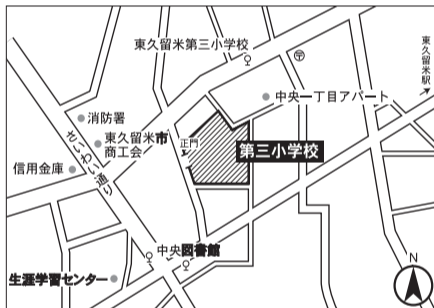 東久留米第三小学校
〒
東久留米駅
中央一丁目アパート
消防署
東久留米市
商工会
正門
第三小学校
信用金庫
さいわい通り
中央図書館
生涯学習センター
N